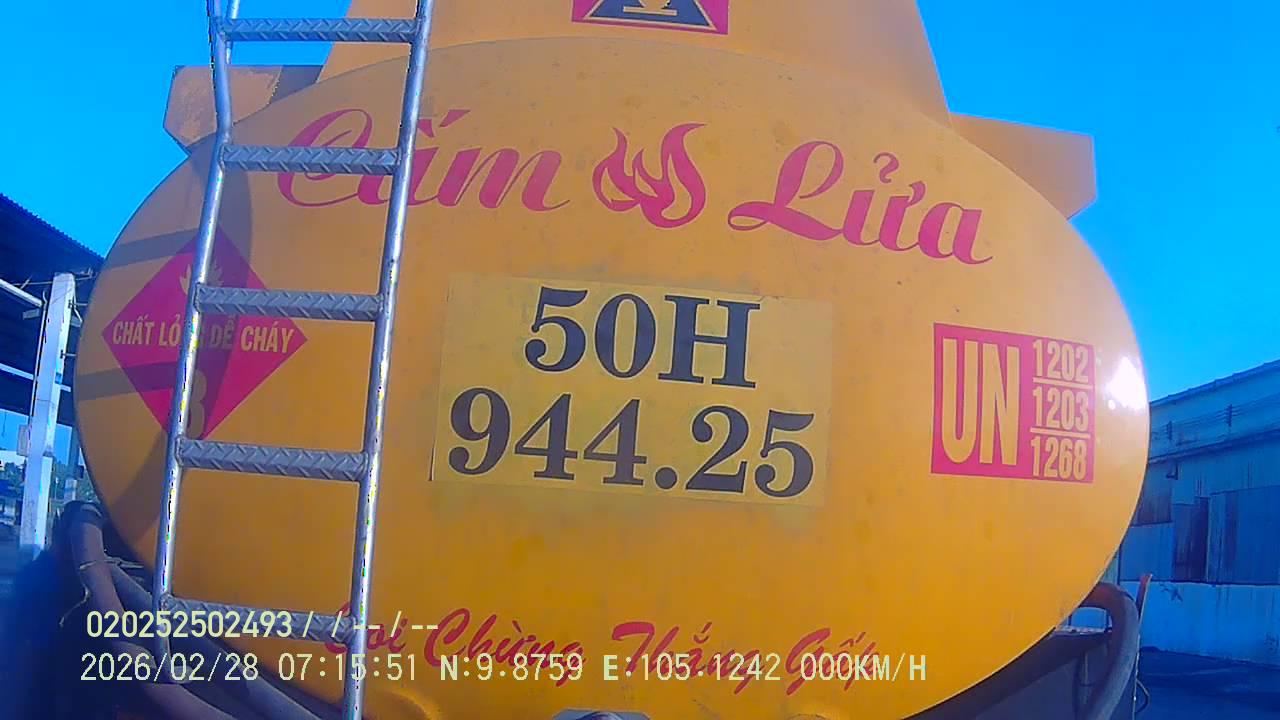 Cấm Lửa
CHẤT LỎNG DỄ CHÁY
3
50H
944.25
UN
1202
1203
1268
Coi Chừng Thắng Gấp
020252502493 / / -- / --
2026/02/28 07:15:51 N:9.8759 E:105.1242 000KM/H